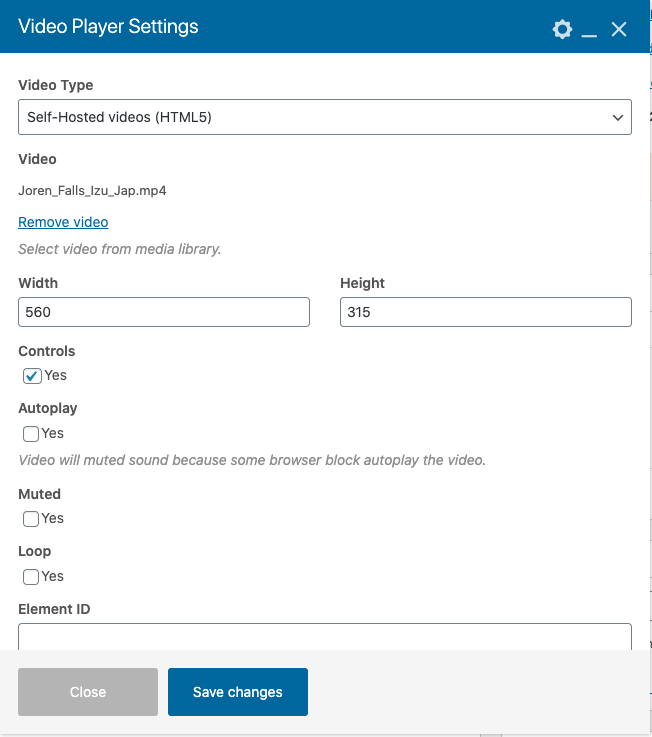 Video Player Settings
Video Type
Self-Hosted videos (HTML5)
Video
Joren_Falls_Izu_Jap.mp4
Remove video
Select video from media library.
Width
Height
560
315
Controls
Yes
Autoplay
Yes
Video will muted sound because some browser block autoplay the video.
Muted
Yes
Loop
Yes
Element ID
Close
Save changes